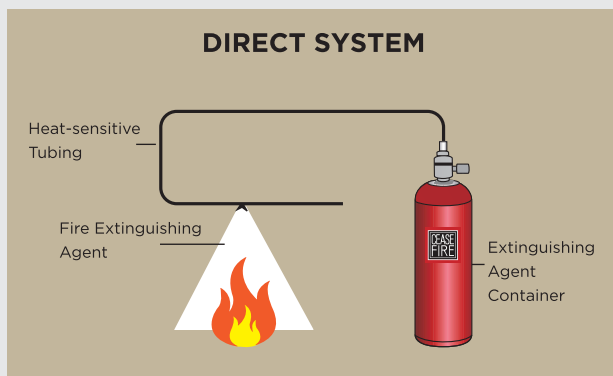 DIRECT SYSTEM
Heat-sensitive
Tubing
Fire Extinguishing
Agent
CEASE
FIRE
Extinguishing
Agent
Container